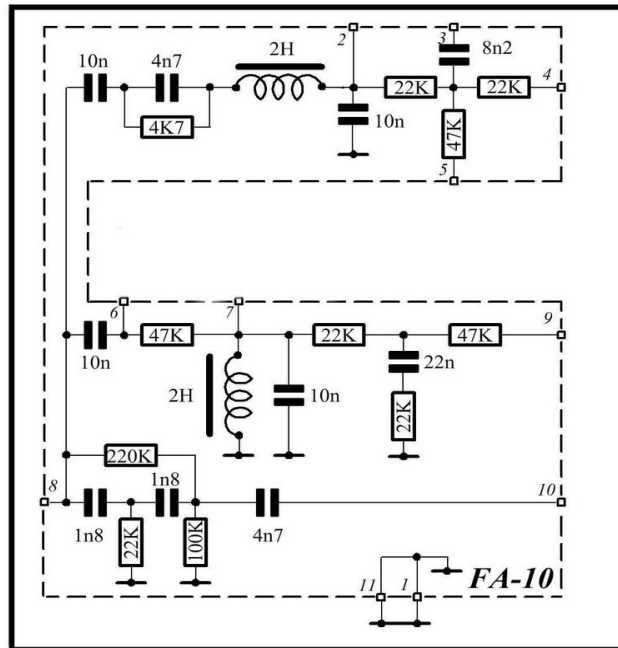 2 3
10n 4n7 2H 8n2
4
22K 22K
4K7 10n 47K
5
6 7
9
47K 22K 47K
10n 22n
2H 10n
22K
220K
8 1n8 10
1n8 22K 100K 4n7
11 1 FA-10